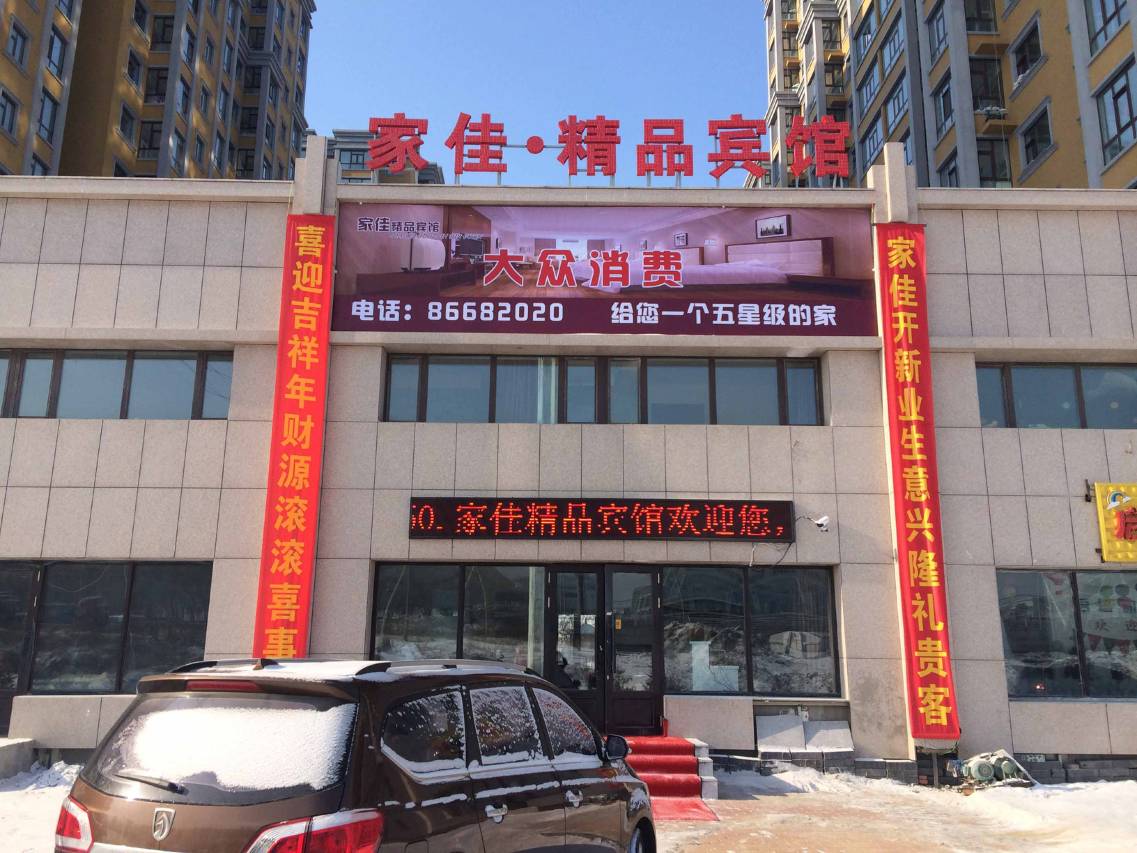 家佳·精品宾馆
家佳精品宾馆
大众消费
电话：86682020 给您一个五星级的家
喜迎吉祥年财源滚滚喜事
家佳开新业生意兴隆礼贵客
60. 家佳精品宾馆欢迎您，